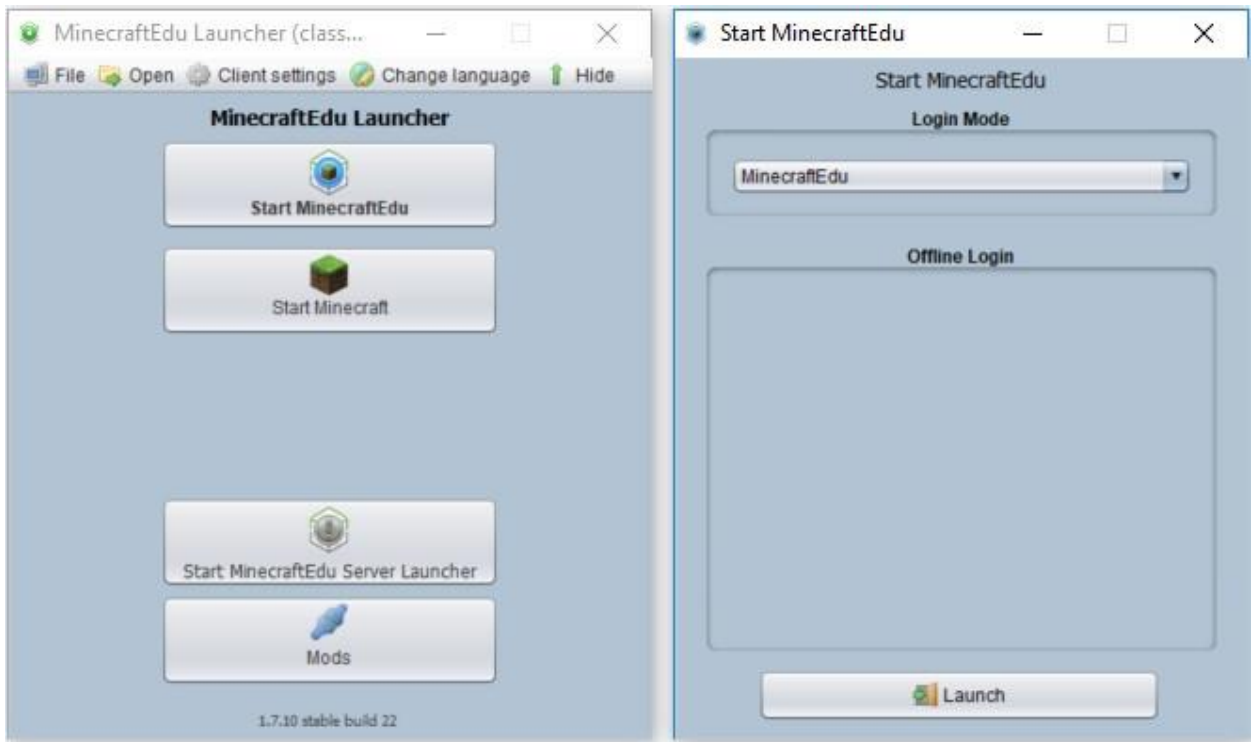 MinecraftEdu Launcher (class...
File Open Client settings Change language Hide
MinecraftEdu Launcher
Start MinecraftEdu
Start Minecraft
Start MinecraftEdu Server Launcher
Mods
1.7.10 stable build 22
Start MinecraftEdu
Start MinecraftEdu
Login Mode
MinecraftEdu
Offline Login
Launch